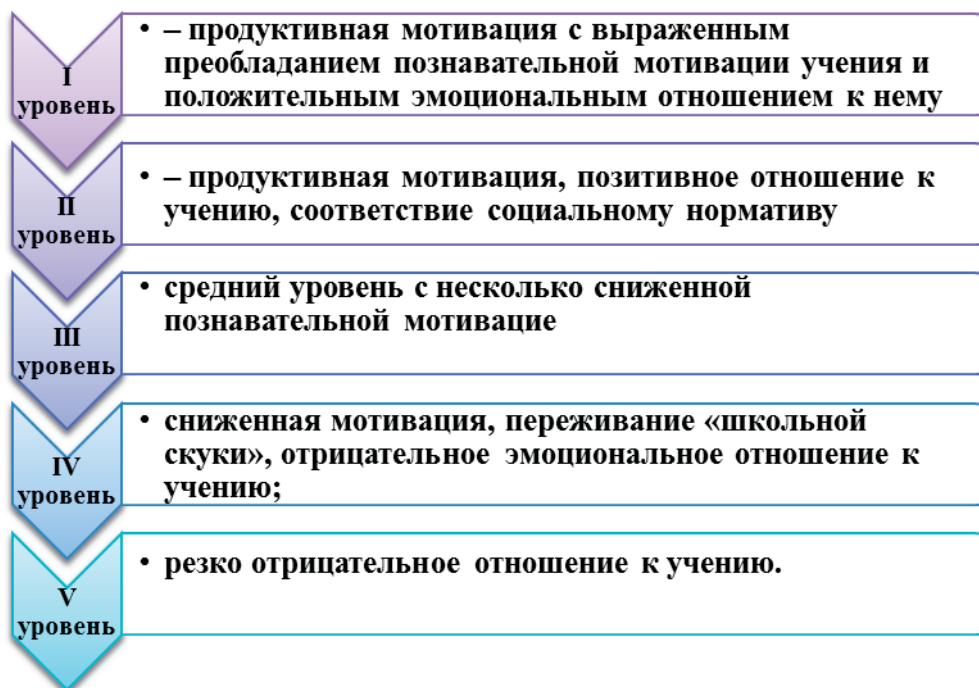 I
уровень
• – продуктивная мотивация с выраженным
преобладанием познавательной мотивации учения и
положительным эмоциональным отношением к нему
II
уровень
• – продуктивная мотивация, позитивное отношение к
учению, соответствие социальному нормативу
III
уровень
• средний уровень с несколько сниженной
познавательной мотивацие
IV
уровень
• сниженная мотивация, переживание «школьной
скуки», отрицательное эмоциональное отношение к
учению;
V
уровень
• резко отрицательное отношение к учению.